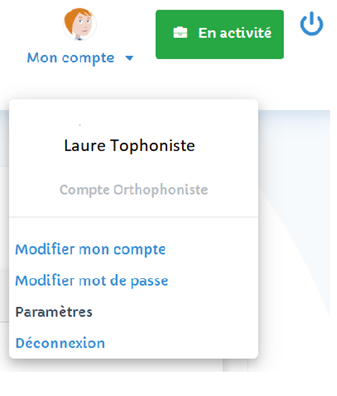 En activité
Mon compte
Laure Tophoniste
Compte Orthophoniste
Modifier mon compte
Modifier mot de passe
Paramètres
Déconnexion